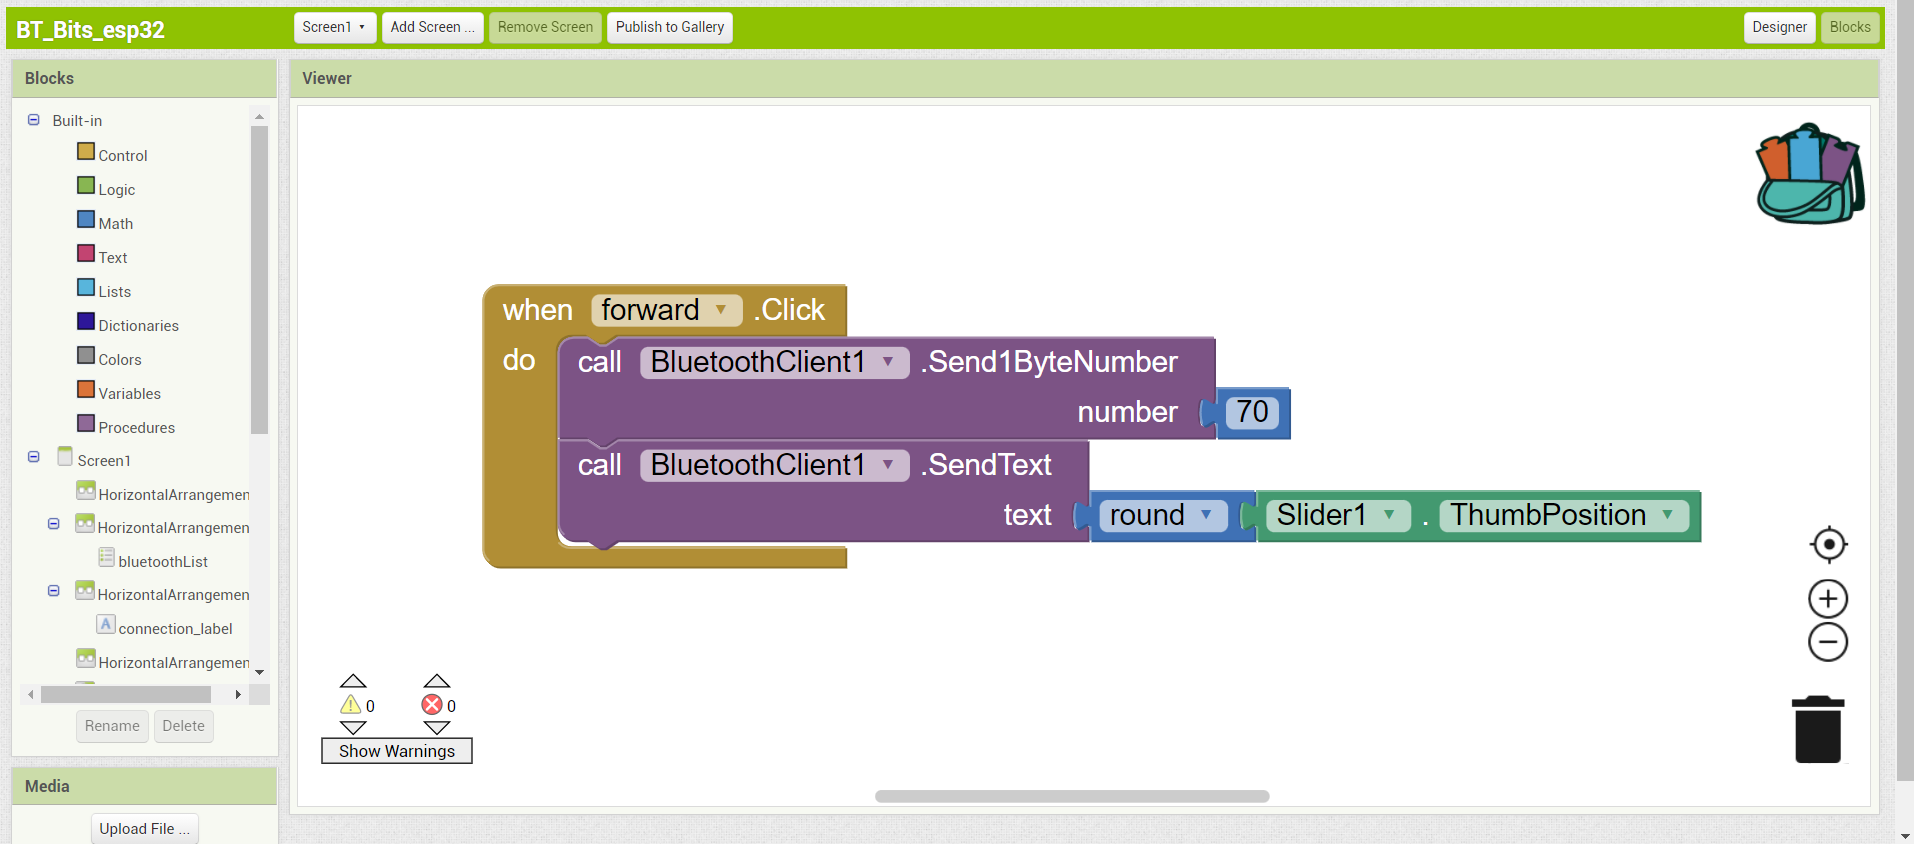 BT_Bits_esp32
Screen1
Add Screen ...
Remove Screen
Publish to Gallery
Designer
Blocks
Blocks
Built-in
Control
Logic
Math
Text
Lists
Dictionaries
Colors
Variables
Procedures
Screen1
HorizontalArrangemen
HorizontalArrangemen
bluetoothList
HorizontalArrangemen
A connection_label
HorizontalArrangemen
Rename
Delete
Media
Upload File ...
Viewer
when forward .Click
do call BluetoothClient1 .Send1ByteNumber
number 70
call BluetoothClient1 .SendText
text round Slider1 . ThumbPosition
0 0
Show Warnings